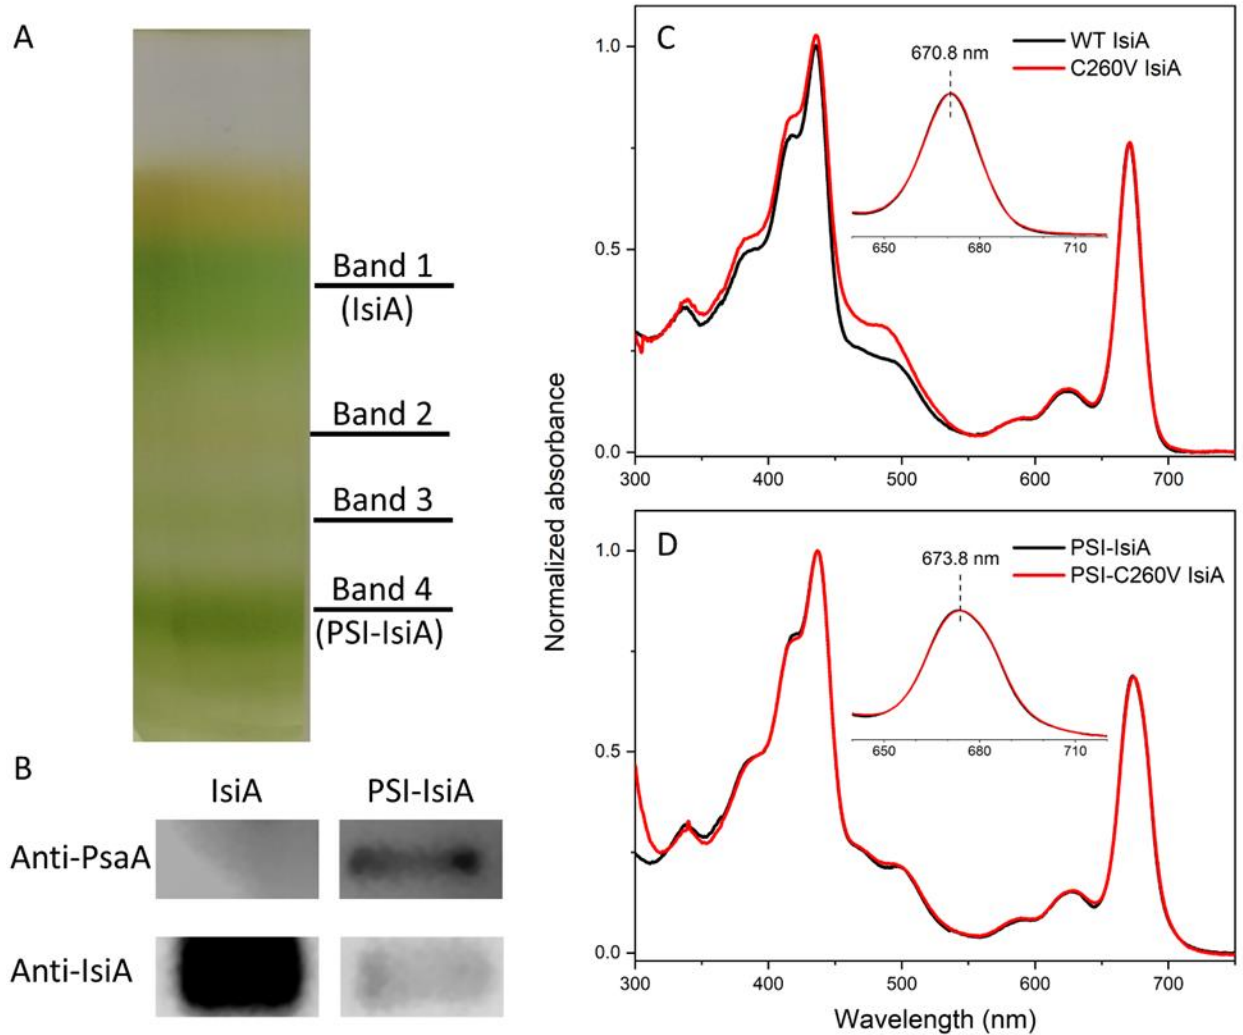 A
Band 1
(IsiA)
Band 2
Band 3
Band 4
(PSI-IsiA)
B
IsiA
PSI-IsiA
Anti-PsaA
Anti-IsiA
Normalized absorbance
C
WT IsiA
C260V IsiA
670.8 nm
650
680
710
1.0
0.5
0.0
300
400
500
600
700
D
PSI-IsiA
PSI-C260V IsiA
673.8 nm
650
680
710
1.0
0.5
0.0
300
400
500
600
700
Wavelength (nm)